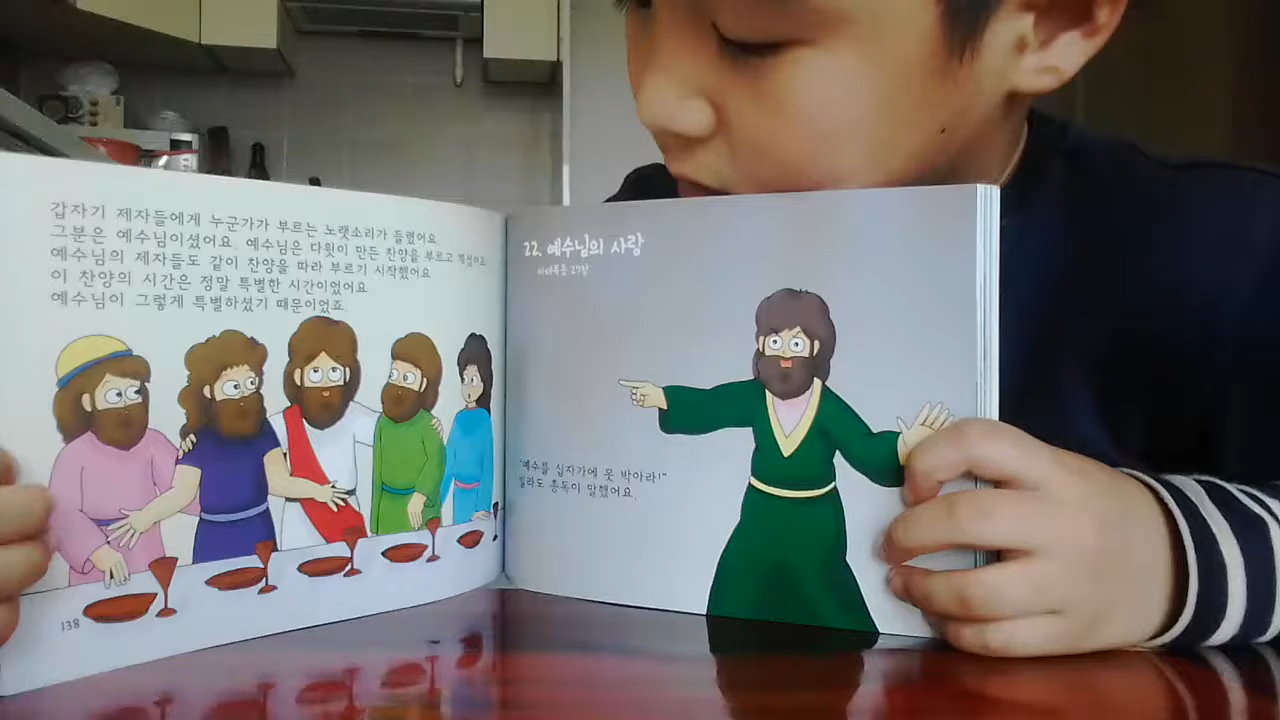 갑자기 제자들에게 누군가가 부르는 노랫소리가 들렸어요.
그분은 예수님이셨어요. 예수님은 다윗이 만든 찬양을 부르고 계셨어요.
예수님의 제자들도 같이 찬양을 따라 부르기 시작했어요.
이 찬양의 시간은 정말 특별한 시간이었어요.
예수님이 그렇게 특별하셨기 때문이었죠.
138
22. 예수님의 사랑
마태복음 27장
"예수를 십자가에 못 박아라!"
빌라도 총독이 말했어요.